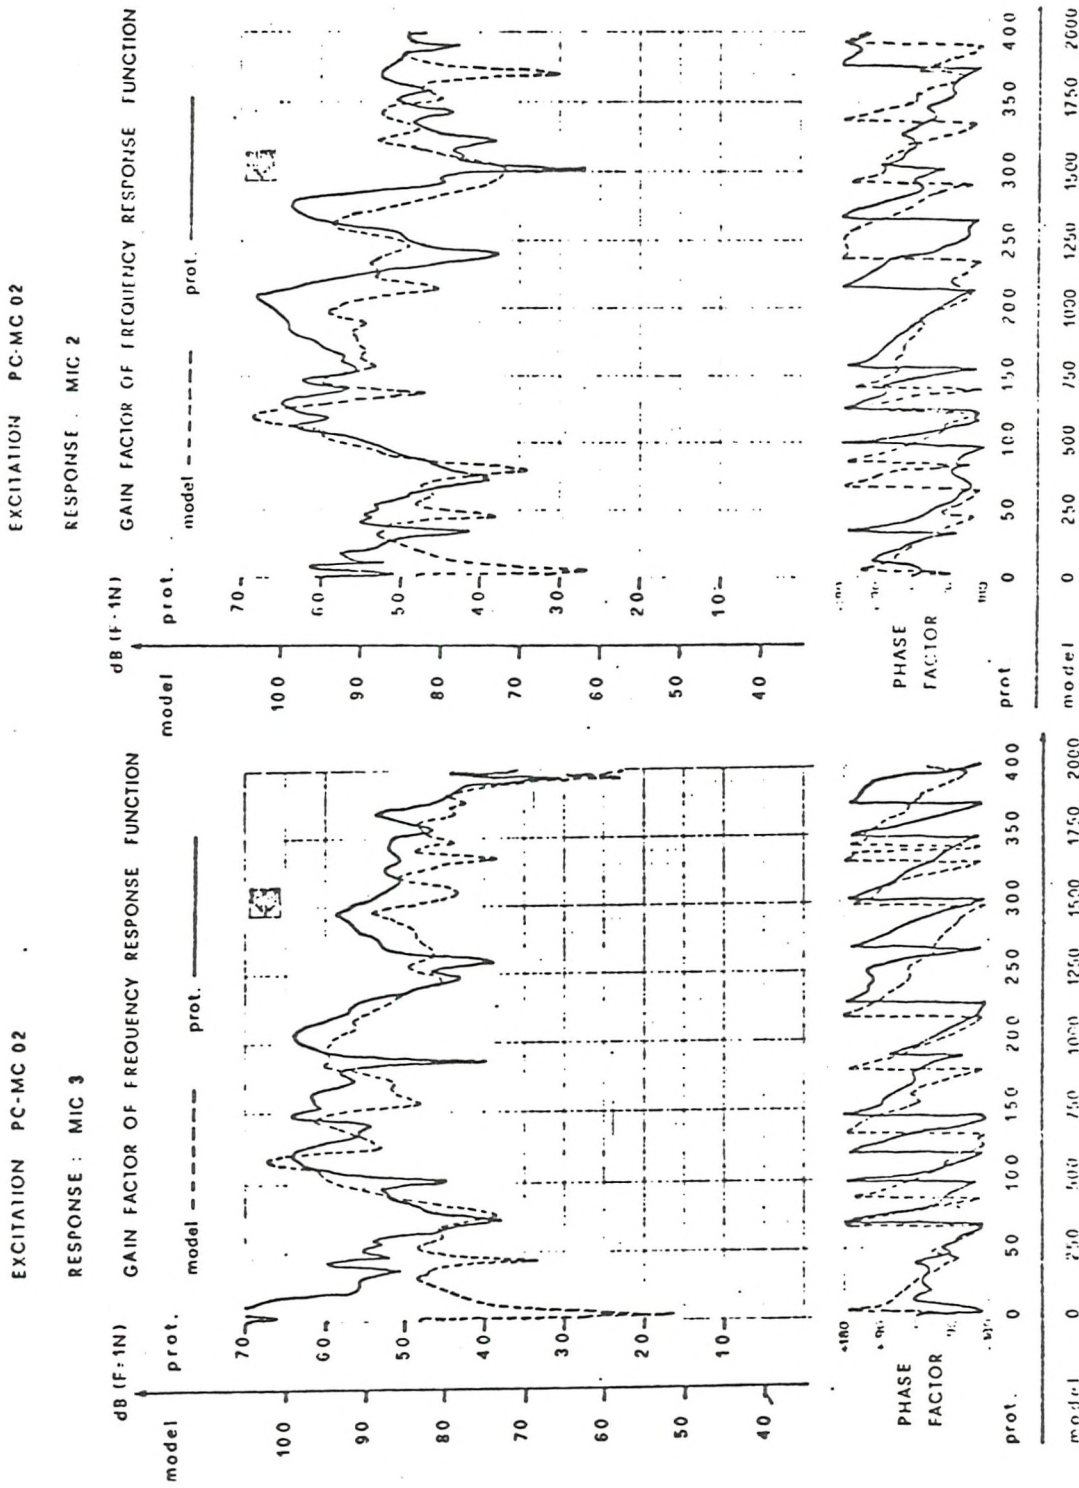 EXCITATION PC-MC 02
RESPONSE : MIC 3
GAIN FACTOR OF FREQUENCY RESPONSE FUNCTION
model prot.
dB (F=1N)
model prot.
100
90
80
70
60
50
40
70
60
50
40
30
20
10
PHASE FACTOR
+180
prot.
0 50 100 150 200 250 300 350 400
model
0 250 500 750 1000 1250 1500 1750 2000
EXCITATION PC-MC 02
RESPONSE : MIC 2
GAIN FACTOR OF FREQUENCY RESPONSE FUNCTION
model prot.
dB (F=1N)
model prot.
100
90
80
70
60
50
40
70
60
50
40
30
20
10
PHASE FACTOR
prot
0 50 100 150 200 250 300 350 400
model
0 250 500 750 1000 1250 1500 1750 2000